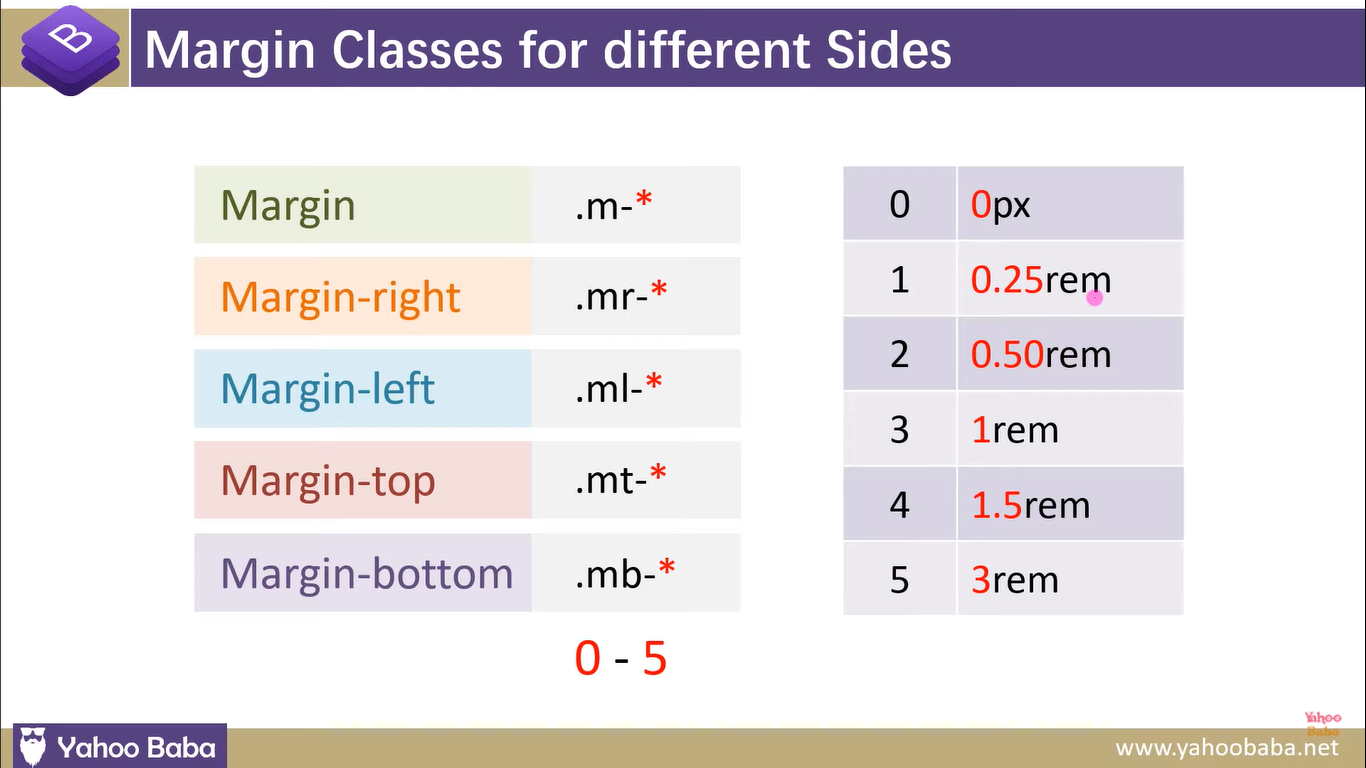 B
Margin Classes for different Sides
Margin .m-*
Margin-right .mr-*
Margin-left .ml-*
Margin-top .mt-*
Margin-bottom .mb-*
0 - 5
0 0px
1 0.25rem
2 0.50rem
3 1rem
4 1.5rem
5 3rem
Yahoo Baba
Yahoo
Baba
www.yahoobaba.net